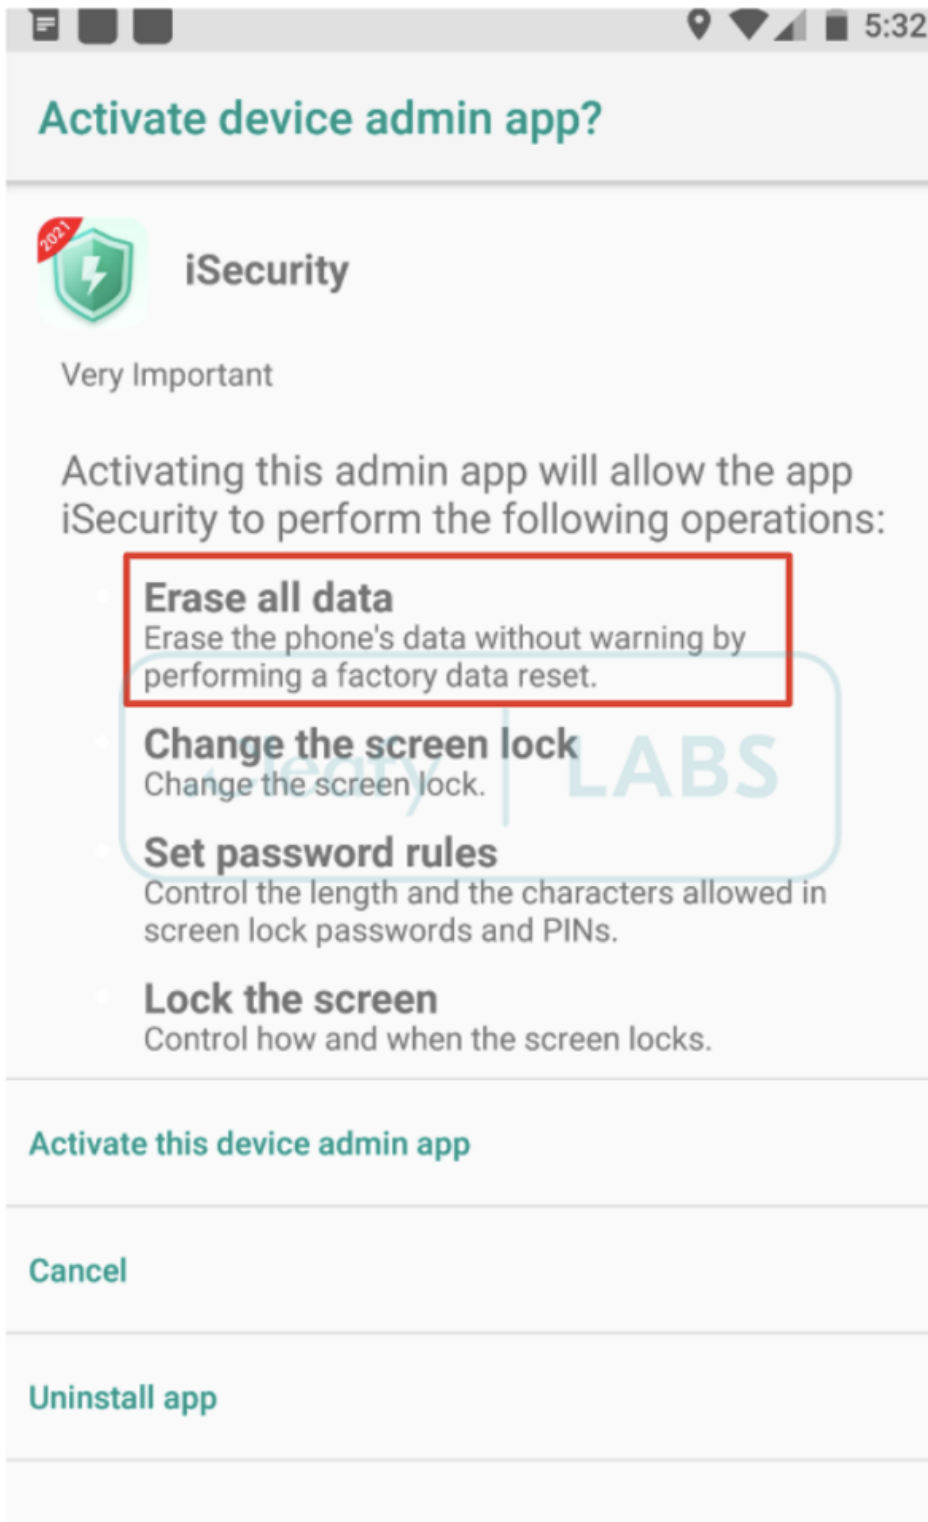 5:32
Activate device admin app?
2021
iSecurity
Very Important
Activating this admin app will allow the app
iSecurity to perform the following operations:
Erase all data
Erase the phone's data without warning by
performing a factory data reset.
Change the screen lock
Change the screen lock.
Cleafy | LABS
Set password rules
Control the length and the characters allowed in
screen lock passwords and PINs.
Lock the screen
Control how and when the screen locks.
Activate this device admin app
Cancel
Uninstall app